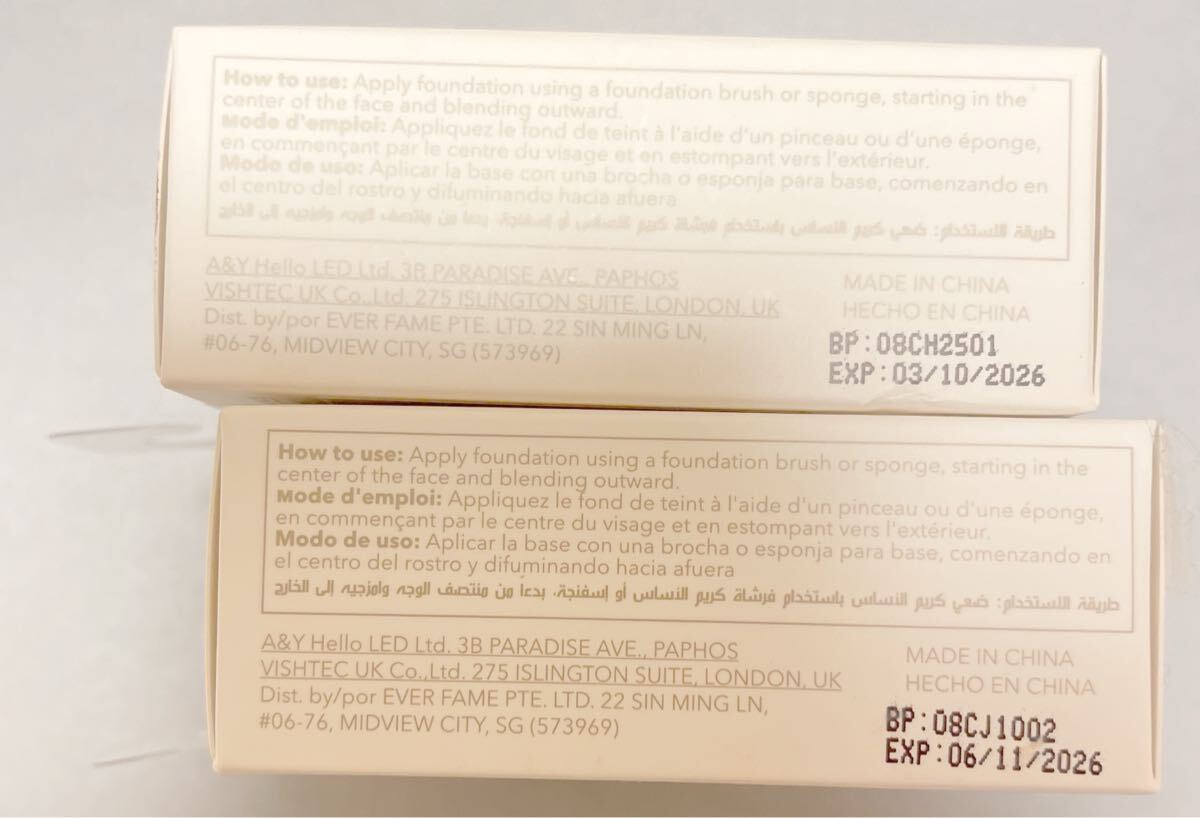 How to use: Apply foundation using a foundation brush or sponge, starting in the
center of the face and blending outward.
Mode d'emploi: Appliquez le fond de teint à l'aide d'un pinceau ou d'une éponge,
en commençant par le centre du visage et en estompant vers l'extérieur.
Modo de uso: Aplicar la base con una brocha o esponja para base, comenzando en
el centro del rostro y difuminando hacia afuera
طريقة الاستخدام: ضعي كريم الأساس باستخدام فرشاة كريم الأساس أو إسفنجة، بدءاً من منتصف الوجه وامزجيه إلى الخارج
A&Y Hello LED Ltd. 3B PARADISE AVE., PAPHOS
VISHTEC UK Co.,Ltd. 275 ISLINGTON SUITE, LONDON, UK
Dist. by/por EVER FAME PTE. LTD. 22 SIN MING LN,
#06-76, MIDVIEW CITY, SG (573969)
MADE IN CHINA
HECHO EN CHINA
BP:08CH2501
EXP:03/10/2026
How to use: Apply foundation using a foundation brush or sponge, starting in the
center of the face and blending outward.
Mode d'emploi: Appliquez le fond de teint à l'aide d'un pinceau ou d'une éponge,
en commençant par le centre du visage et en estompant vers l'extérieur.
Modo de uso: Aplicar la base con una brocha o esponja para base, comenzando en
el centro del rostro y difuminando hacia afuera
طريقة الاستخدام: ضعي كريم الأساس باستخدام فرشاة كريم الأساس أو إسفنجة، بدءاً من منتصف الوجه وامزجيه إلى الخارج
A&Y Hello LED Ltd. 3B PARADISE AVE., PAPHOS
VISHTEC UK Co.,Ltd. 275 ISLINGTON SUITE, LONDON, UK
Dist. by/por EVER FAME PTE. LTD. 22 SIN MING LN,
#06-76, MIDVIEW CITY, SG (573969)
MADE IN CHINA
HECHO EN CHINA
BP:08CJ1002
EXP:06/11/2026